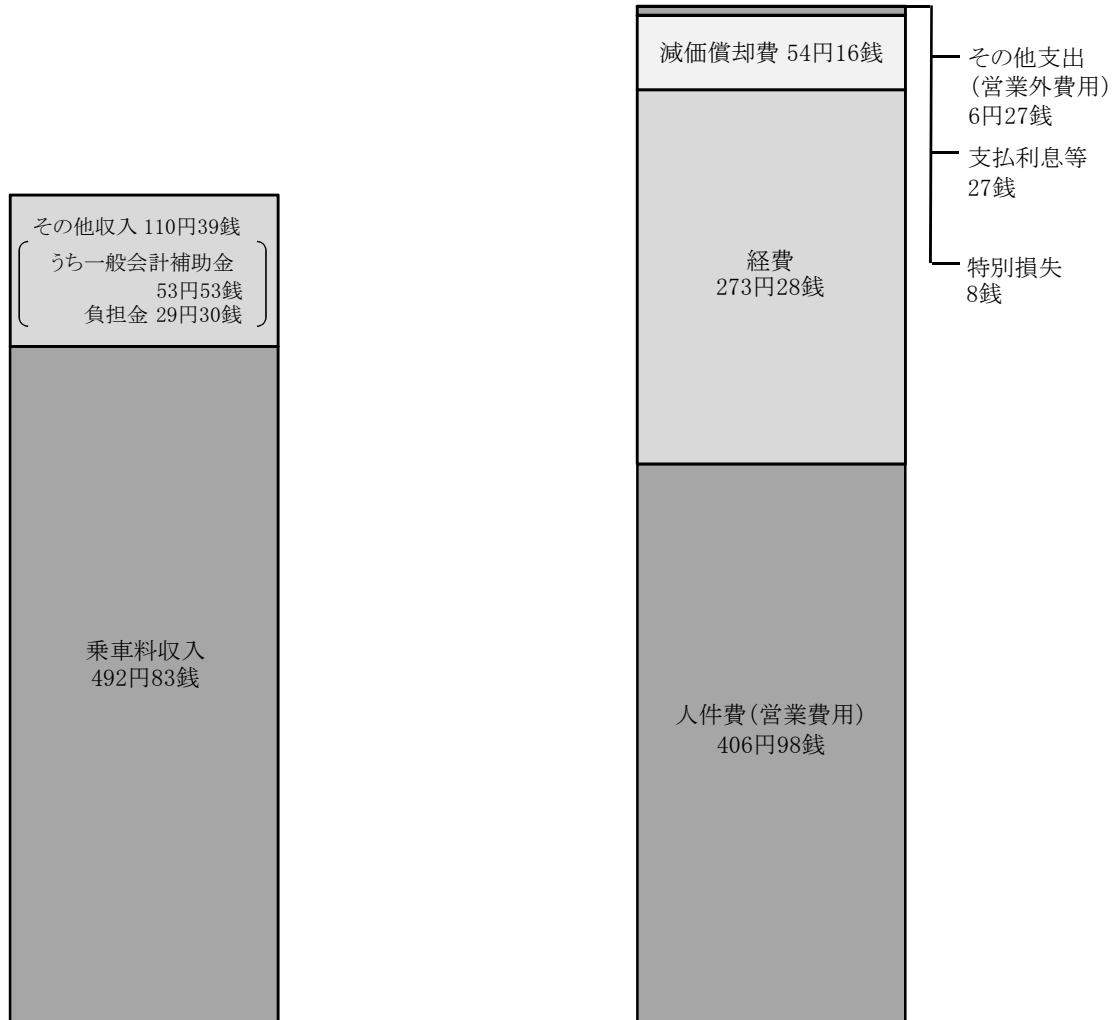 その他収入 110円39銭
うち一般会計補助金
53円53銭
負担金 29円30銭
乗車料収入
492円83銭
減価償却費 54円16銭
経費
273円28銭
人件費(営業費用)
406円98銭
その他支出
(営業外費用)
6円27銭
支払利息等
27銭
特別損失
8銭